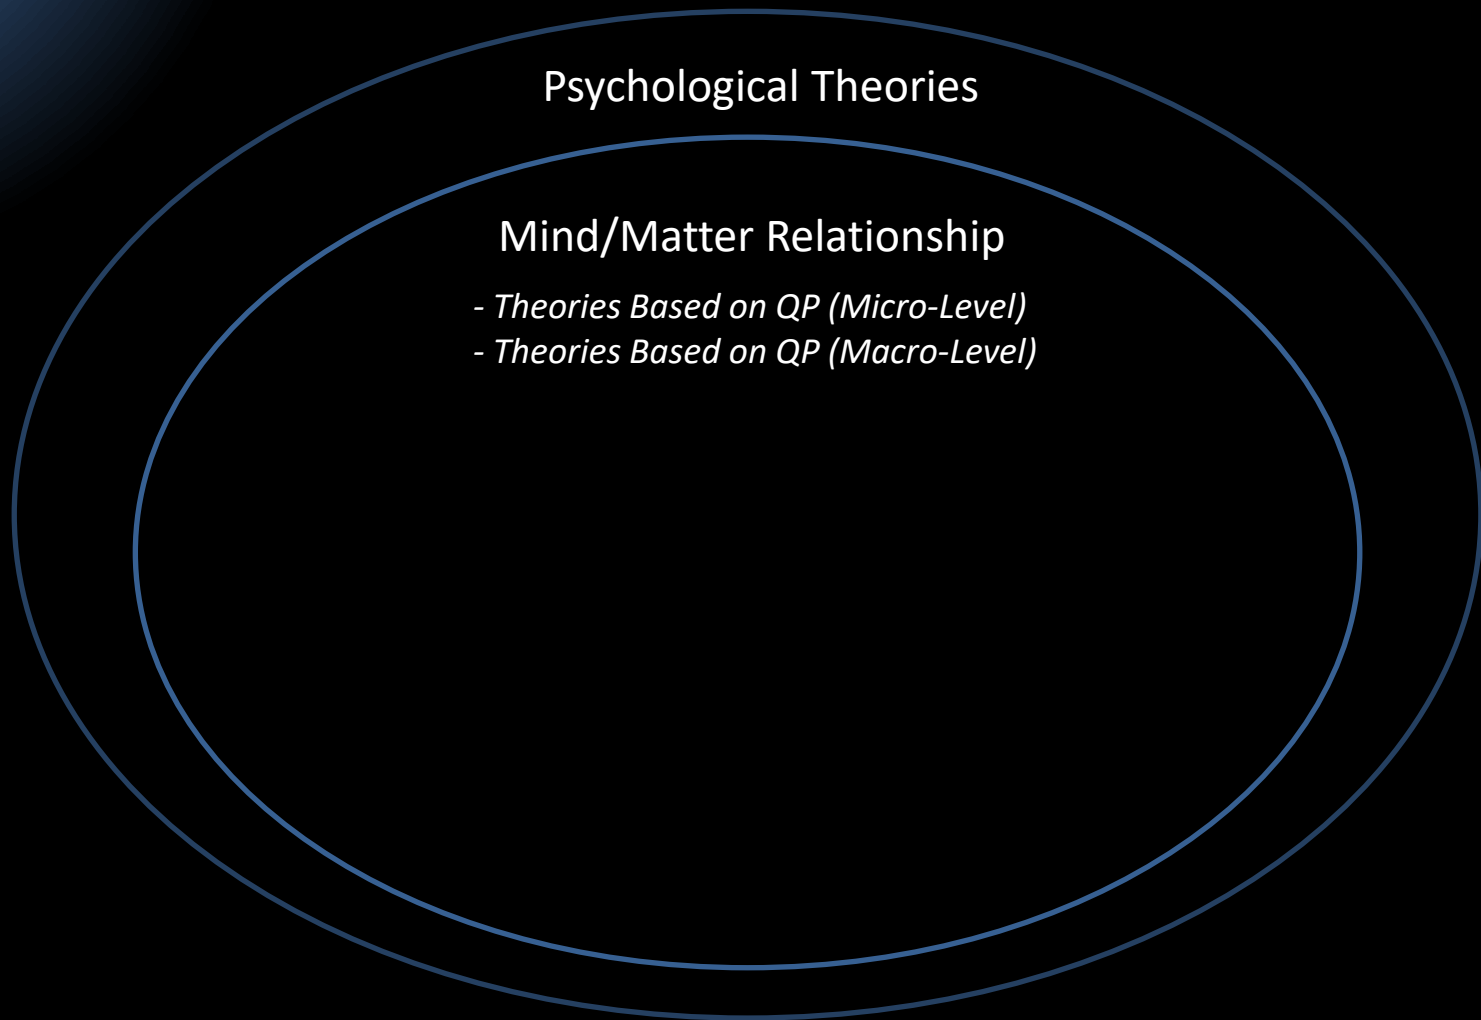 Psychological Theories
Mind/Matter Relationship
- Theories Based on QP (Micro-Level)
- Theories Based on QP (Macro-Level)